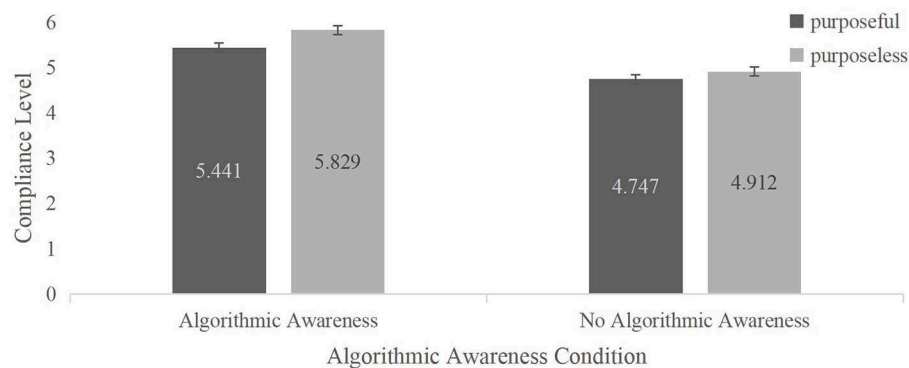 6
purposeful
purposeless
5
4
3
2
1
0
Compliance Level
5.441
5.829
4.747
4.912
Algorithmic Awareness
No Algorithmic Awareness
Algorithmic Awareness Condition